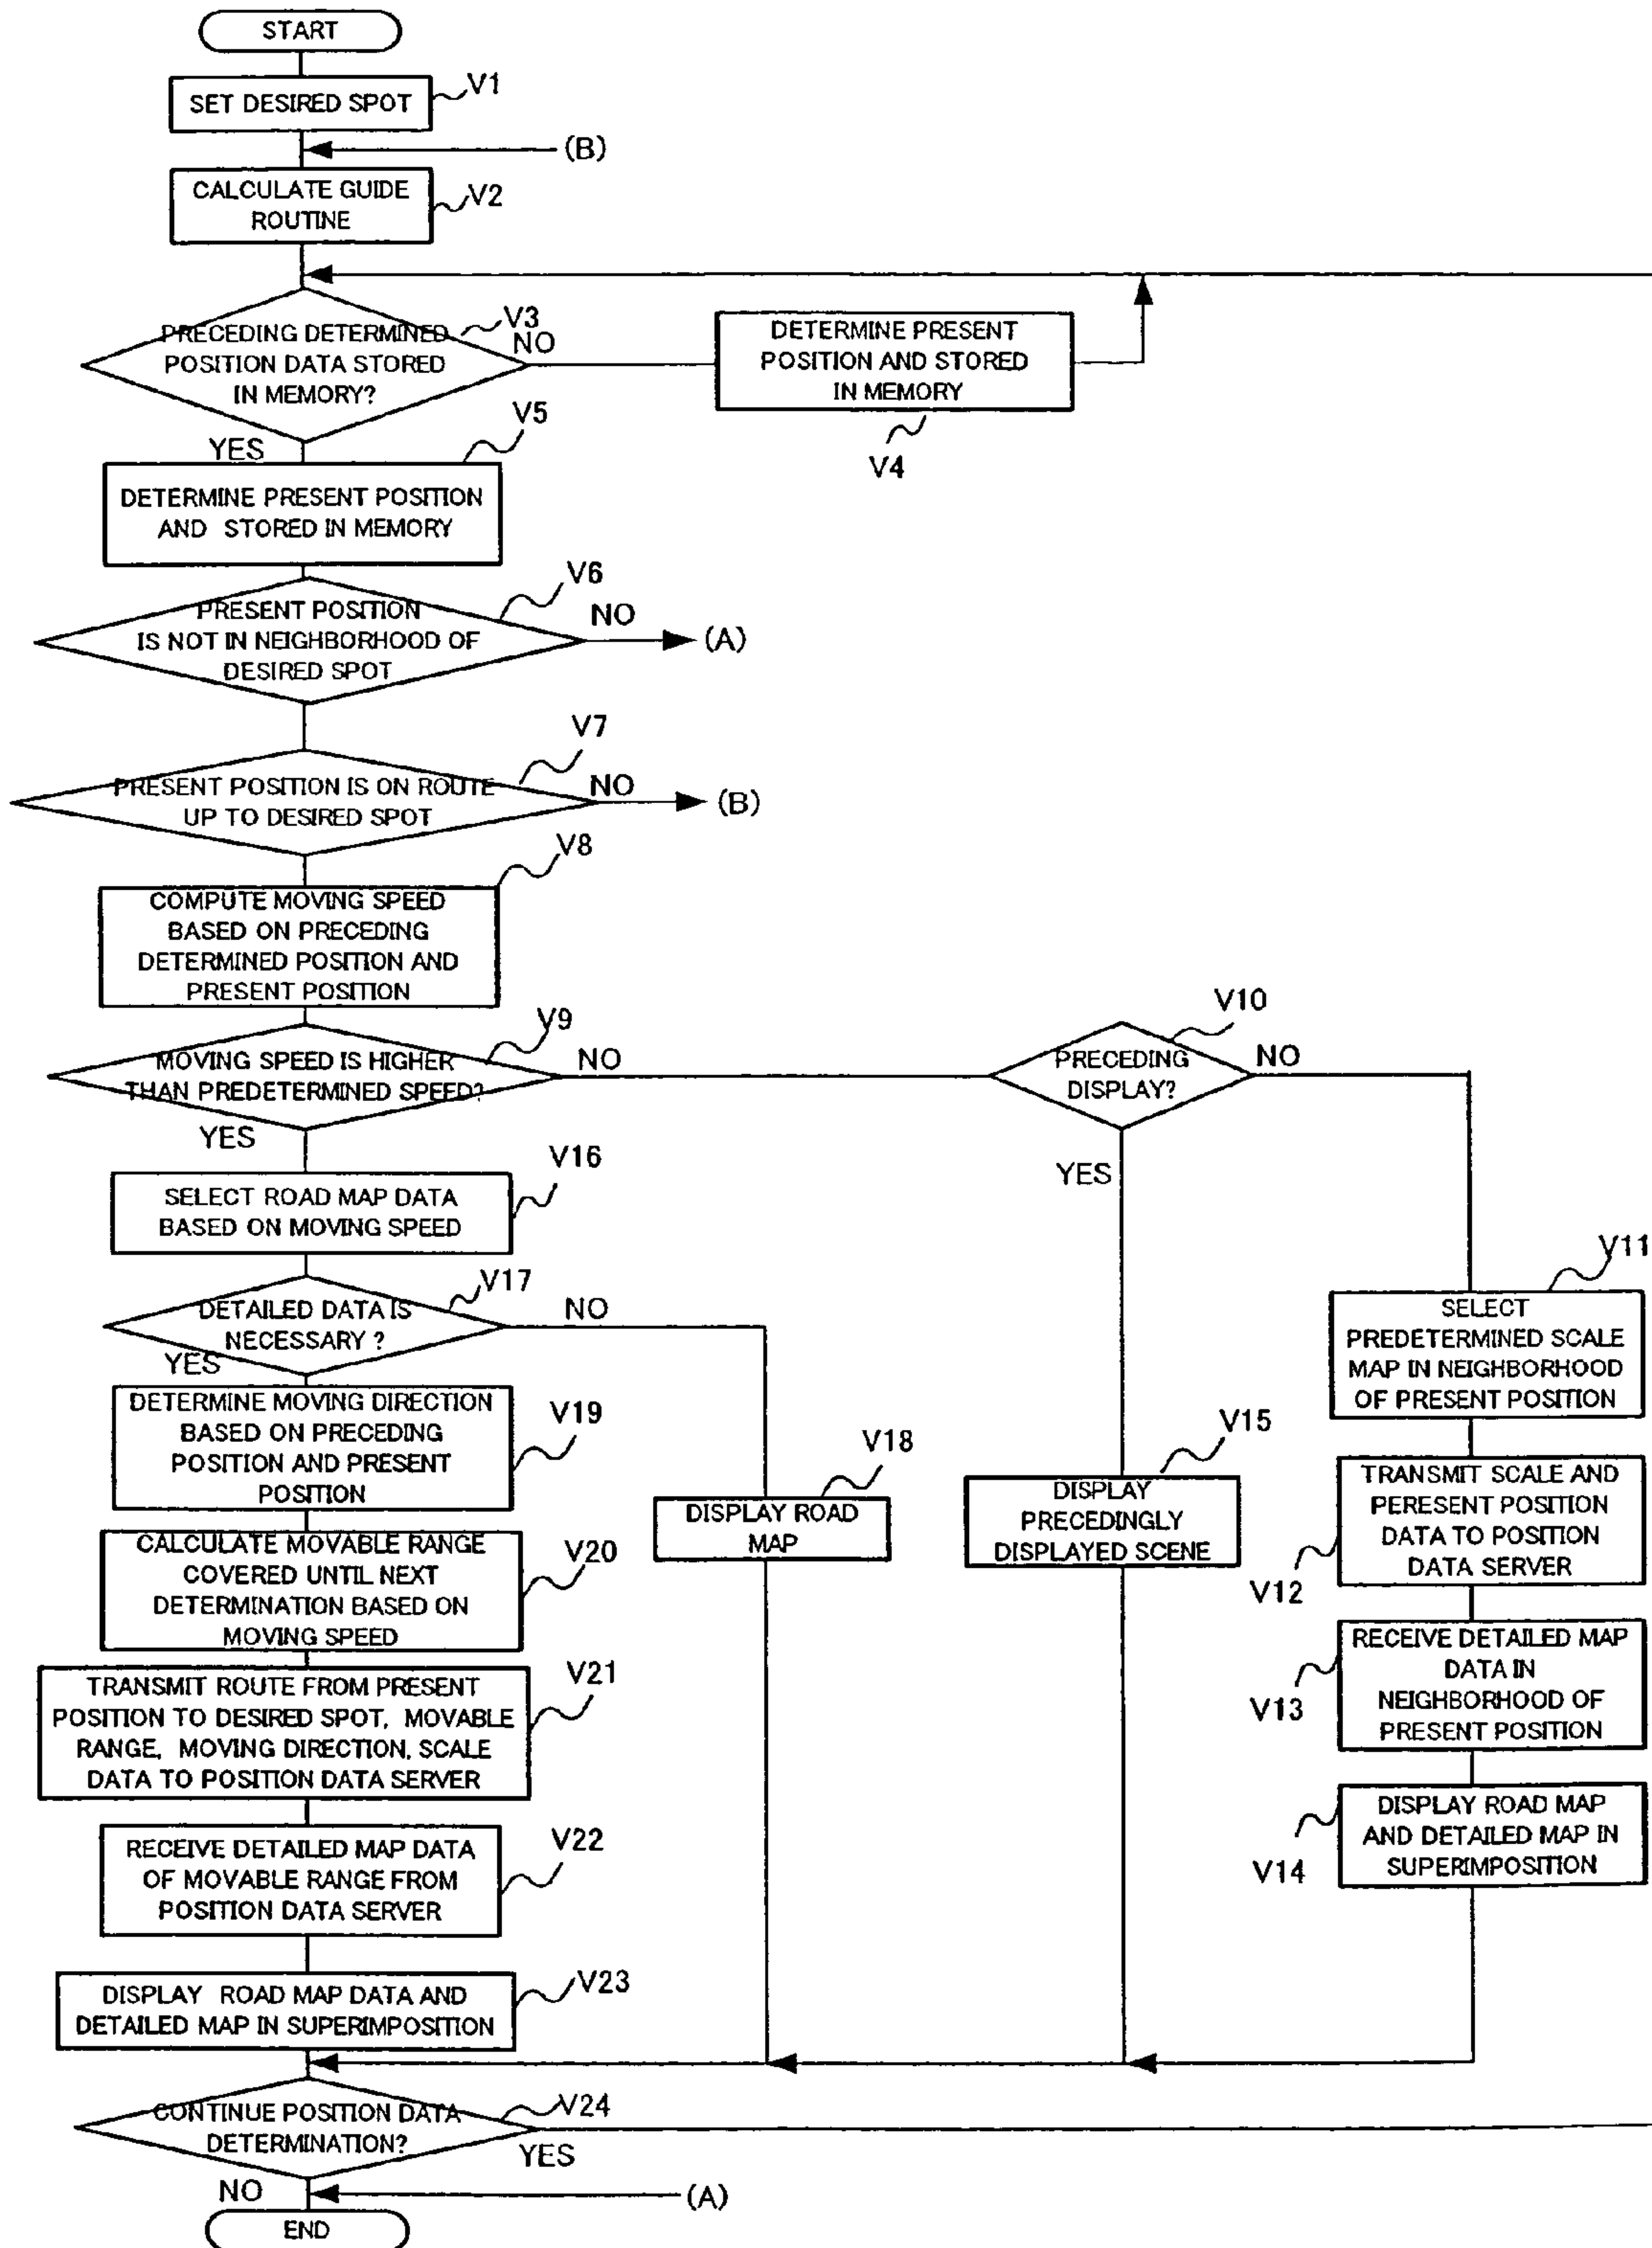 START
SET DESIRED SPOT
V1
(B)
CALCULATE GUIDE
ROUTINE
V2
PRECEDING DETERMINED
POSITION DATA STORED
IN MEMORY?
V3
NO
DETERMINE PRESENT
POSITION AND STORED
IN MEMORY
V4
YES
V5
DETERMINE PRESENT POSITION
AND STORED IN MEMORY
V6
PRESENT POSITION
IS NOT IN NEIGHBORHOOD OF
DESIRED SPOT
NO
(A)
V7
PRESENT POSITION IS ON ROUTE
UP TO DESIRED SPOT
NO
(B)
V8
COMPUTE MOVING SPEED
BASED ON PRECEDING
DETERMINED POSITION AND
PRESENT POSITION
V9
MOVING SPEED IS HIGHER
THAN PREDETERMINED SPEED?
NO
YES
V10
PRECEDING
DISPLAY?
NO
YES
V16
SELECT ROAD MAP DATA
BASED ON MOVING SPEED
V11
SELECT
PREDETERMINED SCALE
MAP IN NEIGHBORHOOD
OF PRESENT POSITION
V17
DETAILED DATA IS
NECESSARY ?
NO
YES
DETERMINE MOVING DIRECTION
BASED ON PRECEDING
POSITION AND PRESENT
POSITION
V19
V18
DISPLAY ROAD
MAP
V15
DISPLAY
PRECEDINGLY
DISPLAYED SCENE
TRANSMIT SCALE AND
PERESENT POSITION
DATA TO POSITION
DATA SERVER
V12
CALCULATE MOVABLE RANGE
COVERED UNTIL NEXT
DETERMINATION BASED ON
MOVING SPEED
V20
RECEIVE DETAILED MAP
DATA IN
NEIGHBORHOOD OF
PRESENT POSITION
V13
TRANSMIT ROUTE FROM PRESENT
POSITION TO DESIRED SPOT, MOVABLE
RANGE, MOVING DIRECTION, SCALE
DATA TO POSITION DATA SERVER
V21
DISPLAY ROAD MAP
AND DETAILED MAP IN
SUPERIMPOSITION
V14
RECEIVE DETAILED MAP DATA
OF MOVABLE RANGE FROM
POSITION DATA SERVER
V22
DISPLAY ROAD MAP DATA AND
DETAILED MAP IN SUPERIMPOSITION
V23
CONTINUE POSITION DATA
DETERMINATION?
V24
YES
NO
(A)
END